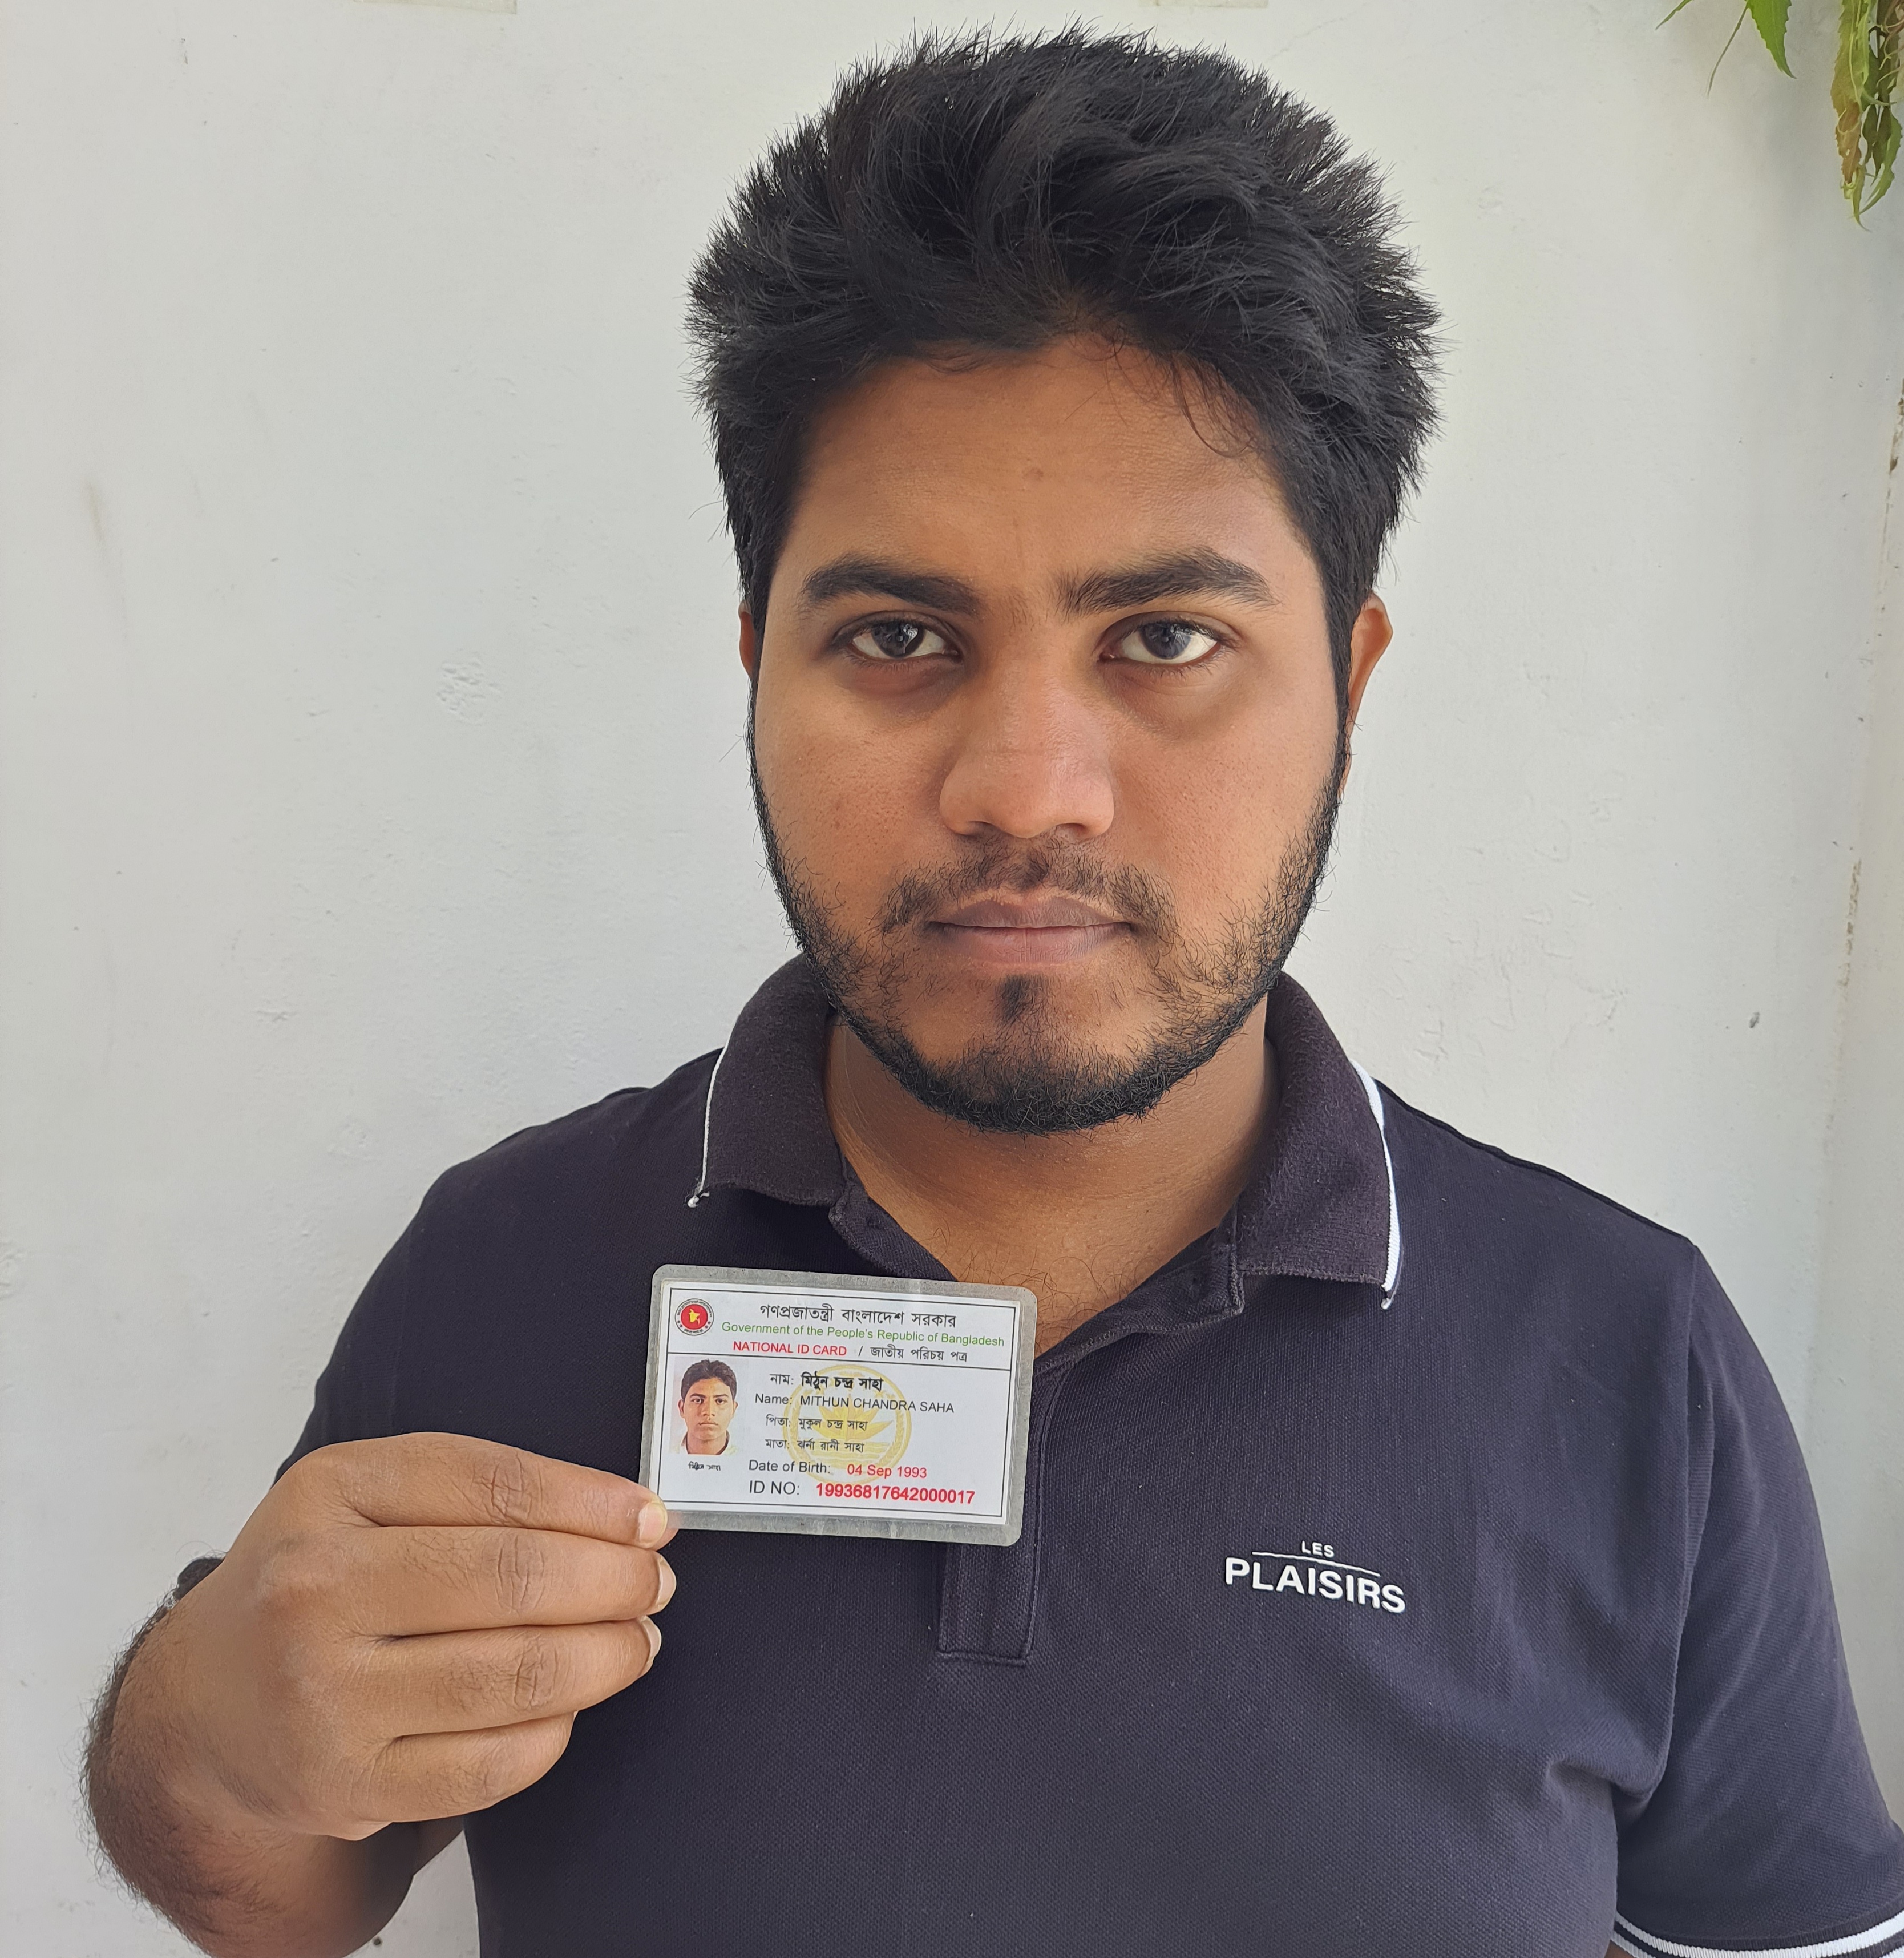 গণপ্রজাতন্ত্রী বাংলাদেশ সরকার
Government of the People's Republic of Bangladesh
NATIONAL ID CARD / জাতীয় পরিচয় পত্র
নাম: মিঠুন চন্দ্র সাহা
Name: MITHUN CHANDRA SAHA
পিতা: মুকুল চন্দ্র সাহা
মাতা: ঝর্না রানী সাহা
Date of Birth: 04 Sep 1993
ID NO: 19936817642000017
LES
PLAISIRS